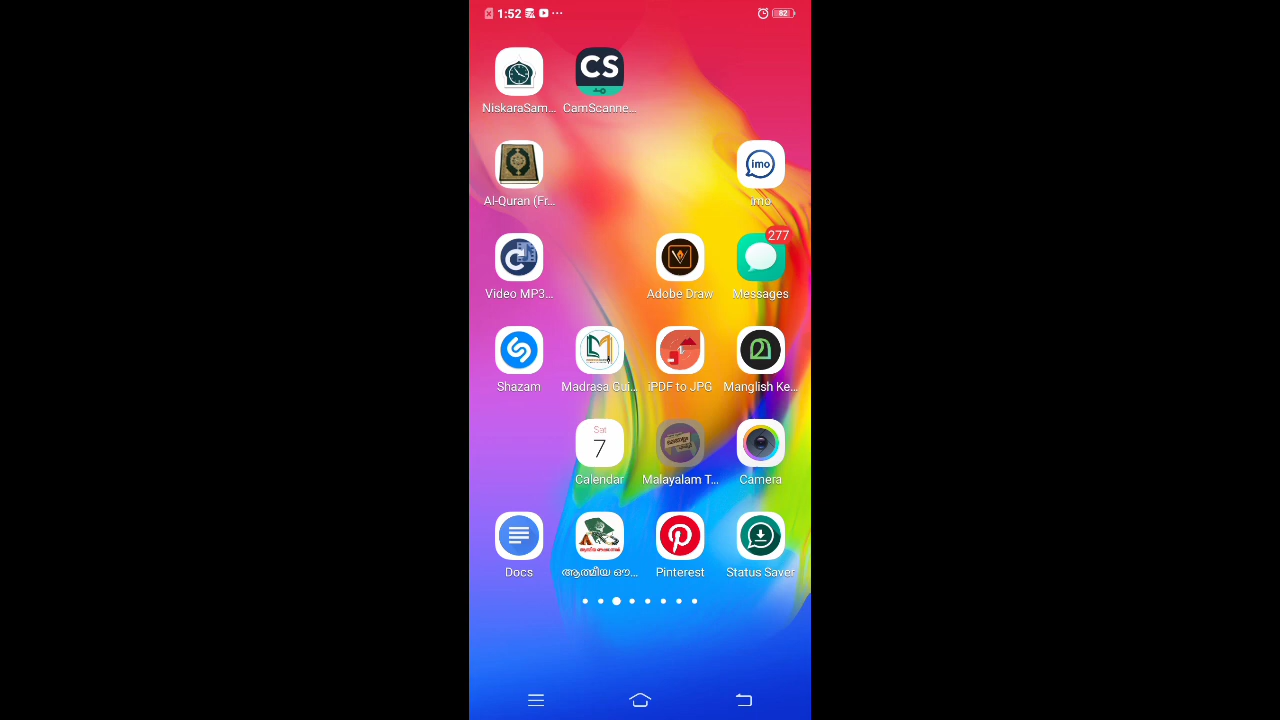 1:52
82
CS
NiskaraSam...
CamScanne...
imo
Al-Quran (Fr...
imo
277
Video MP3...
Adobe Draw
Messages
Shazam
Madrasa Gui...
iPDF to JPG
Manglish Ke...
Sat
7
Calendar
Malayalam T...
Camera
Docs
ആത്മീയ ഔ...
Pinterest
Status Saver